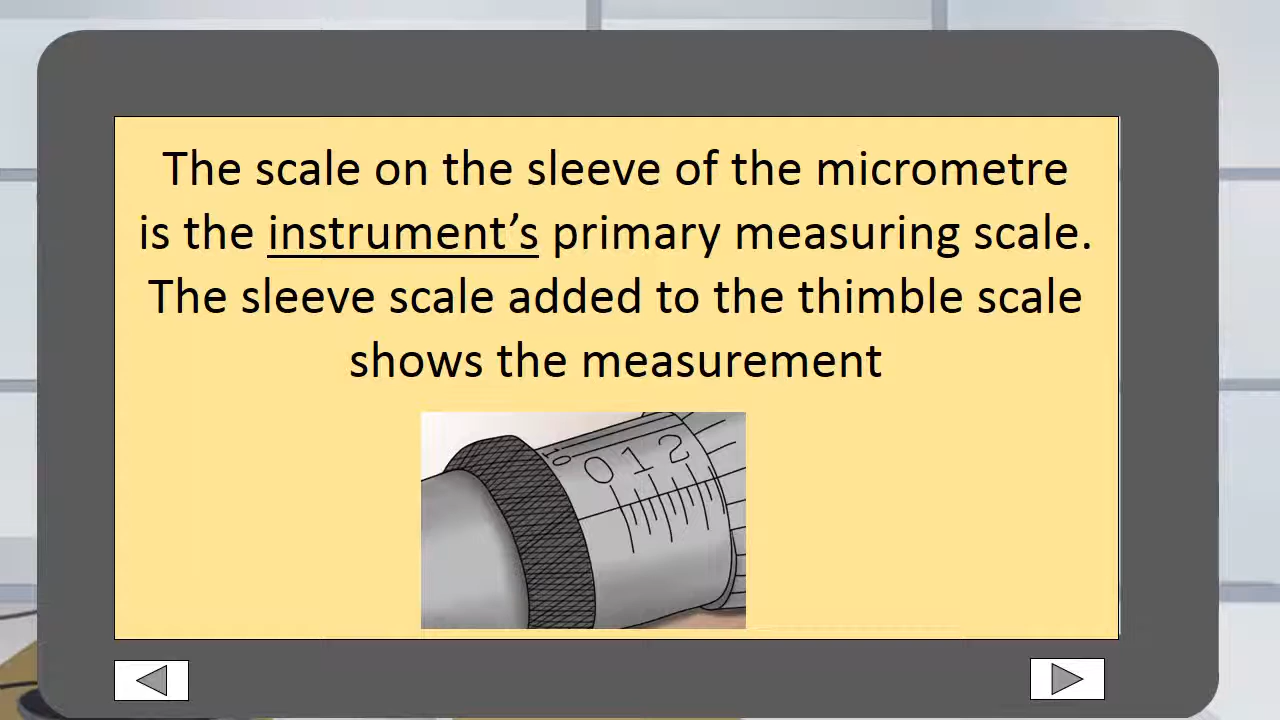 The scale on the sleeve of the micrometre
is the instrument’s primary measuring scale.
The sleeve scale added to the thimble scale
shows the measurement
0 1 2